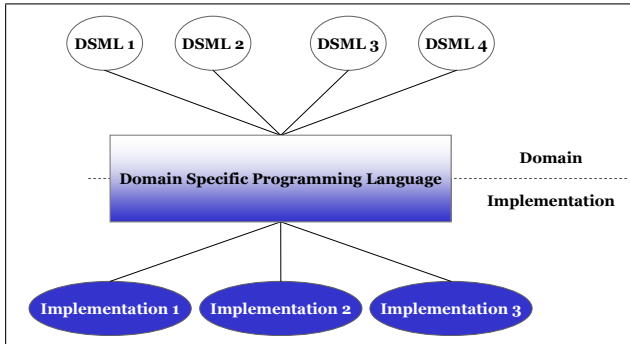 DSML 1
DSML 2
DSML 3
DSML 4
Domain Specific Programming Language
Domain
Implementation
Implementation 1
Implementation 2
Implementation 3